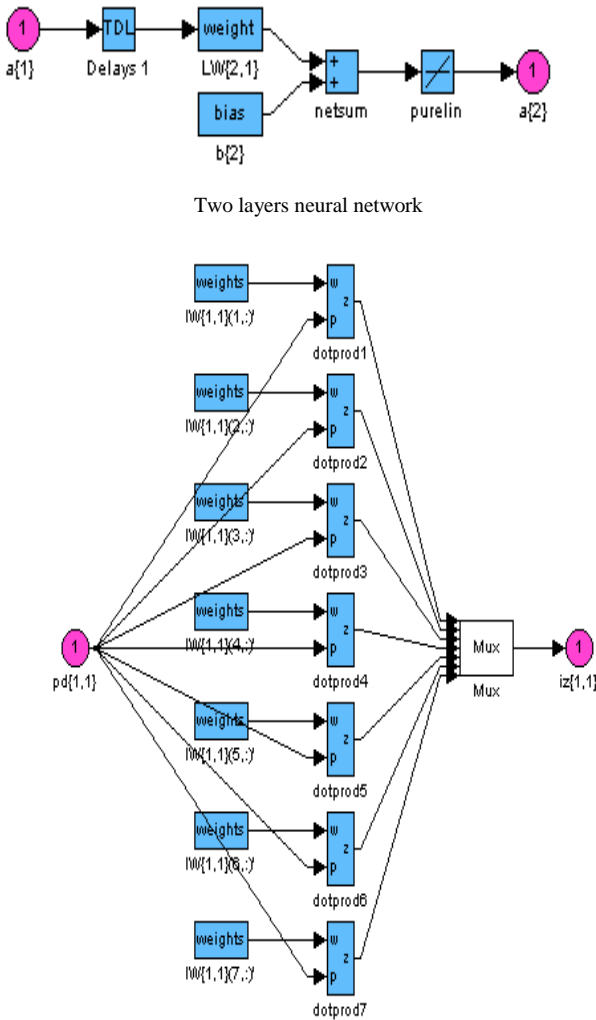 1
TDL
weight
+
+
1
a{1}
Delays 1
LW{2,1}
bias
netsum
purelin
a{2}
b{2}
Two layers neural network
weights
w
z
p
IW{1,1}(1,:)'
dotprod1
weights
w
z
p
IW{1,1}(2,:)'
dotprod2
weights
w
z
p
IW{1,1}(3,:)'
dotprod3
weights
w
z
p
IW{1,1}(4,:)'
dotprod4
1
pd{1,1}
Mux
Mux
1
iz{1,1}
weights
w
z
p
IW{1,1}(5,:)'
dotprod5
weights
w
z
p
IW{1,1}(6,:)'
dotprod6
weights
w
z
p
IW{1,1}(7,:)'
dotprod7